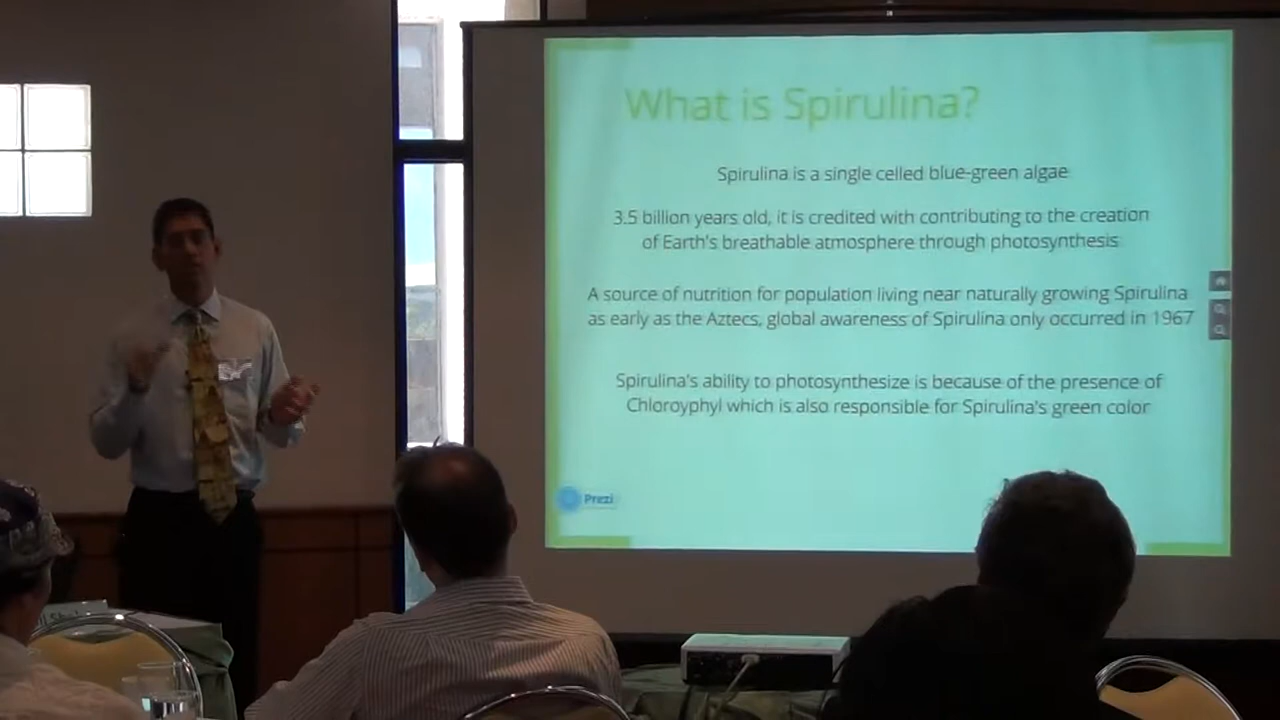 What is Spirulina?
Spirulina is a single celled blue-green algae
3.5 billion years old, it is credited with contributing to the creation
of Earth's breathable atmosphere through photosynthesis
A source of nutrition for population living near naturally growing Spirulina
as early as the Aztecs, global awareness of Spirulina only occurred in 1967
Spirulina's ability to photosynthesize is because of the presence of
Chloroyphyl which is also responsible for Spirulina's green color
Prezi